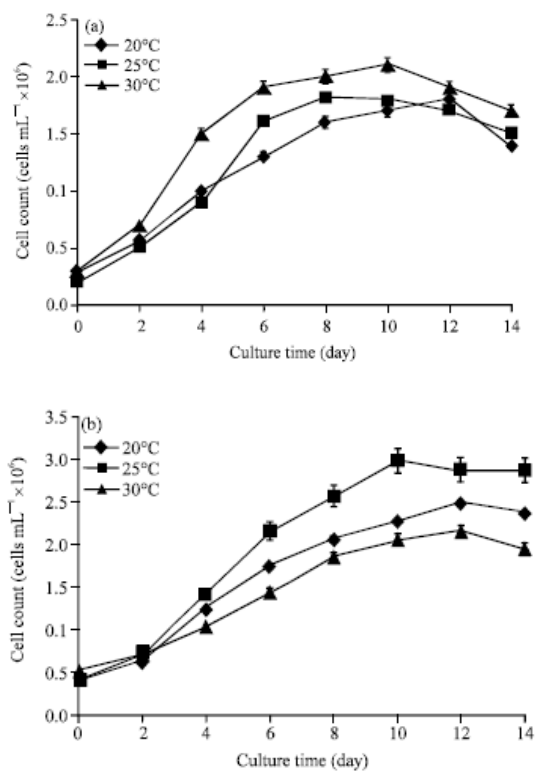 (a)
20°C
25°C
30°C
2.5
2.0
1.5
0.1
0.5
0.0
Cell count (cells mL⁻¹ ×10⁶)
0 2 4 6 8 10 12 14
Culture time (day)
(b)
20°C
25°C
30°C
3.5
3.0
2.5
2.0
1.5
0.1
0.5
0.0
Cell count (cells mL⁻¹ ×10⁶)
0 2 4 6 8 10 12 14
Culture time (day)